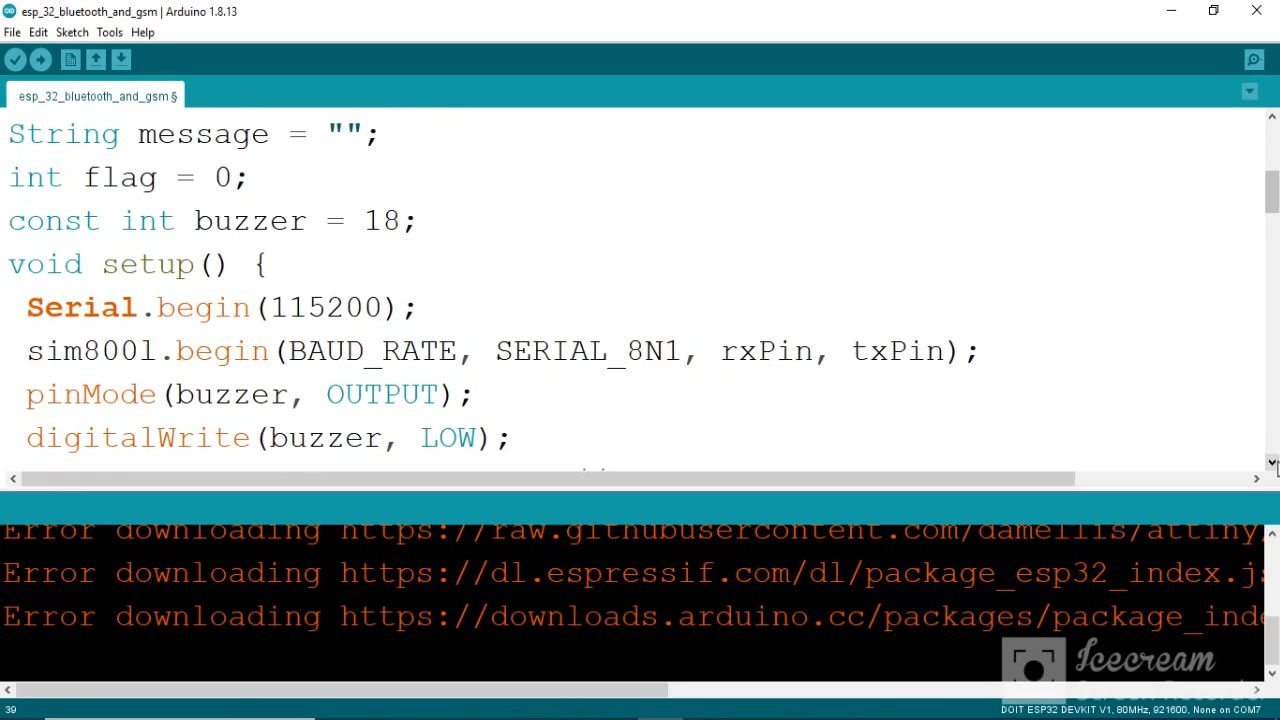 esp_32_bluetooth_and_gsm | Arduino 1.8.13
File Edit Sketch Tools Help
esp_32_bluetooth_and_gsm §
String message = "";
int flag = 0;
const int buzzer = 18;
void setup() {
Serial.begin(115200);
sim800l.begin(BAUD_RATE, SERIAL_8N1, rxPin, txPin);
pinMode(buzzer, OUTPUT);
digitalWrite(buzzer, LOW);
Error downloading https://raw.githubusercontent.com/damellis/attiny/
Error downloading https://dl.espressif.com/dl/package_esp32_index.js
Error downloading https://downloads.arduino.cc/packages/package_inde
Icecream
Screen Recorder
39
DOIT ESP32 DEVKIT V1, 80MHz, 921600, None on COM7